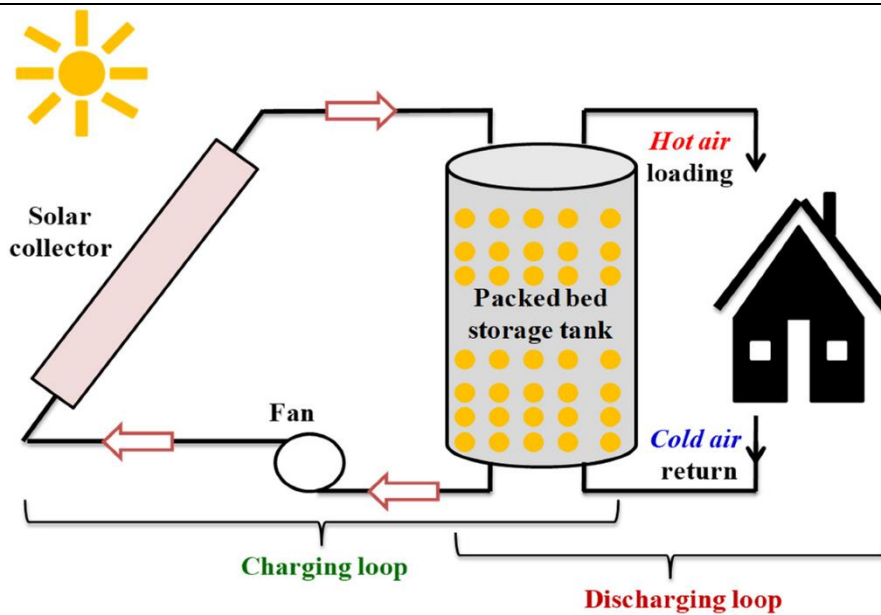 Solar
collector
Hot air
loading
Packed bed
storage tank
Fan
Cold air
return
Charging loop
Discharging loop